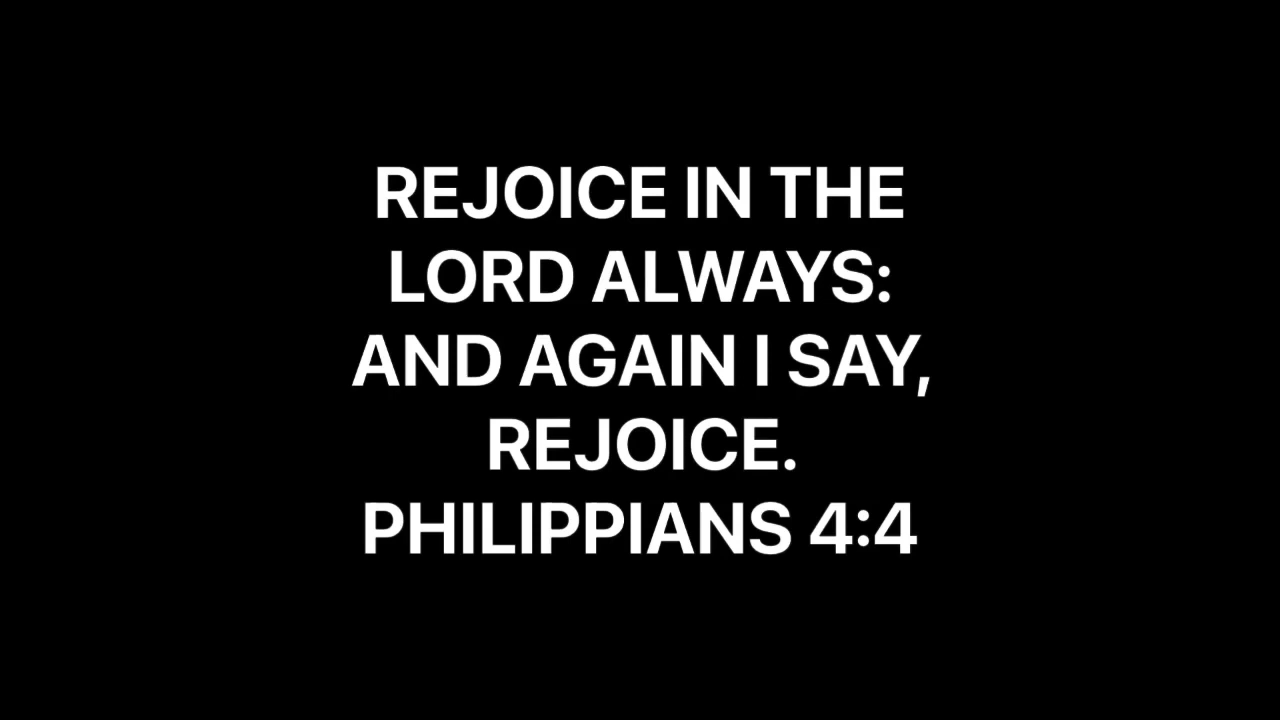 REJOICE IN THE
LORD ALWAYS:
AND AGAIN I SAY,
REJOICE.
PHILIPPIANS 4:4